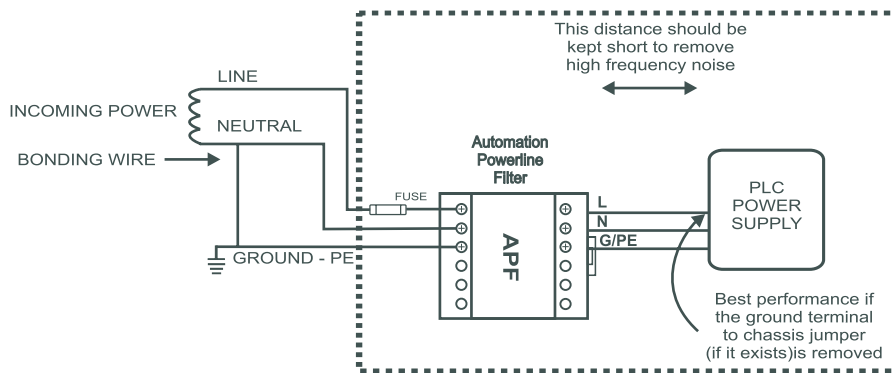 This distance should be
kept short to remove
high frequency noise
LINE
INCOMING POWER
NEUTRAL
BONDING WIRE
Automation
Powerline
Filter
FUSE
GROUND - PE
APF
L
N
G/PE
PLC
POWER
SUPPLY
Best performance if
the ground terminal
to chassis jumper
(if it exists)is removed